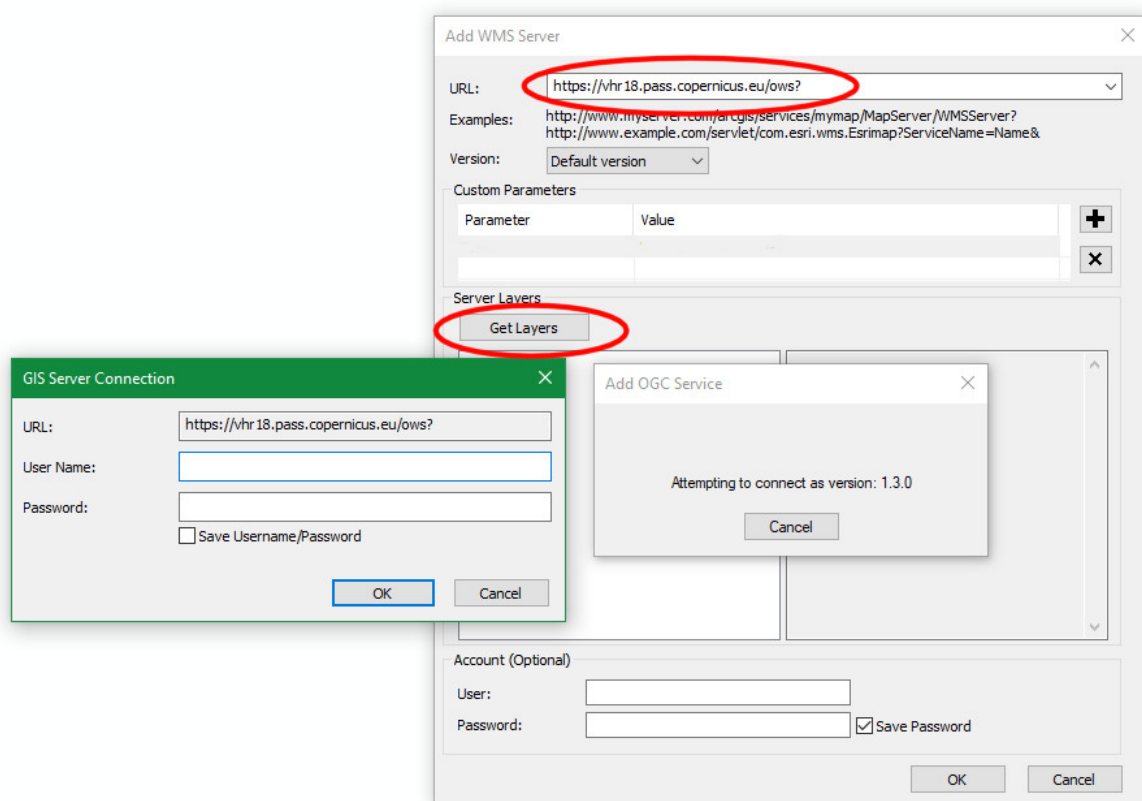 Add WMS Server
URL: https://vhr18.pass.copernicus.eu/ows?
Examples: http://www.myserver.com/arcgis/services/mymap/MapServer/WMSServer?
http://www.example.com/servlet/com.esri.wms.Esrimap?ServiceName=Name&
Version: Default version
Custom Parameters
Parameter Value
Server Layers
Get Layers
GIS Server Connection
URL: https://vhr18.pass.copernicus.eu/ows?
User Name:
Password:
Save Username/Password
OK Cancel
Add OGC Service
Attempting to connect as version: 1.3.0
Cancel
Account (Optional)
User:
Password: Save Password
OK Cancel